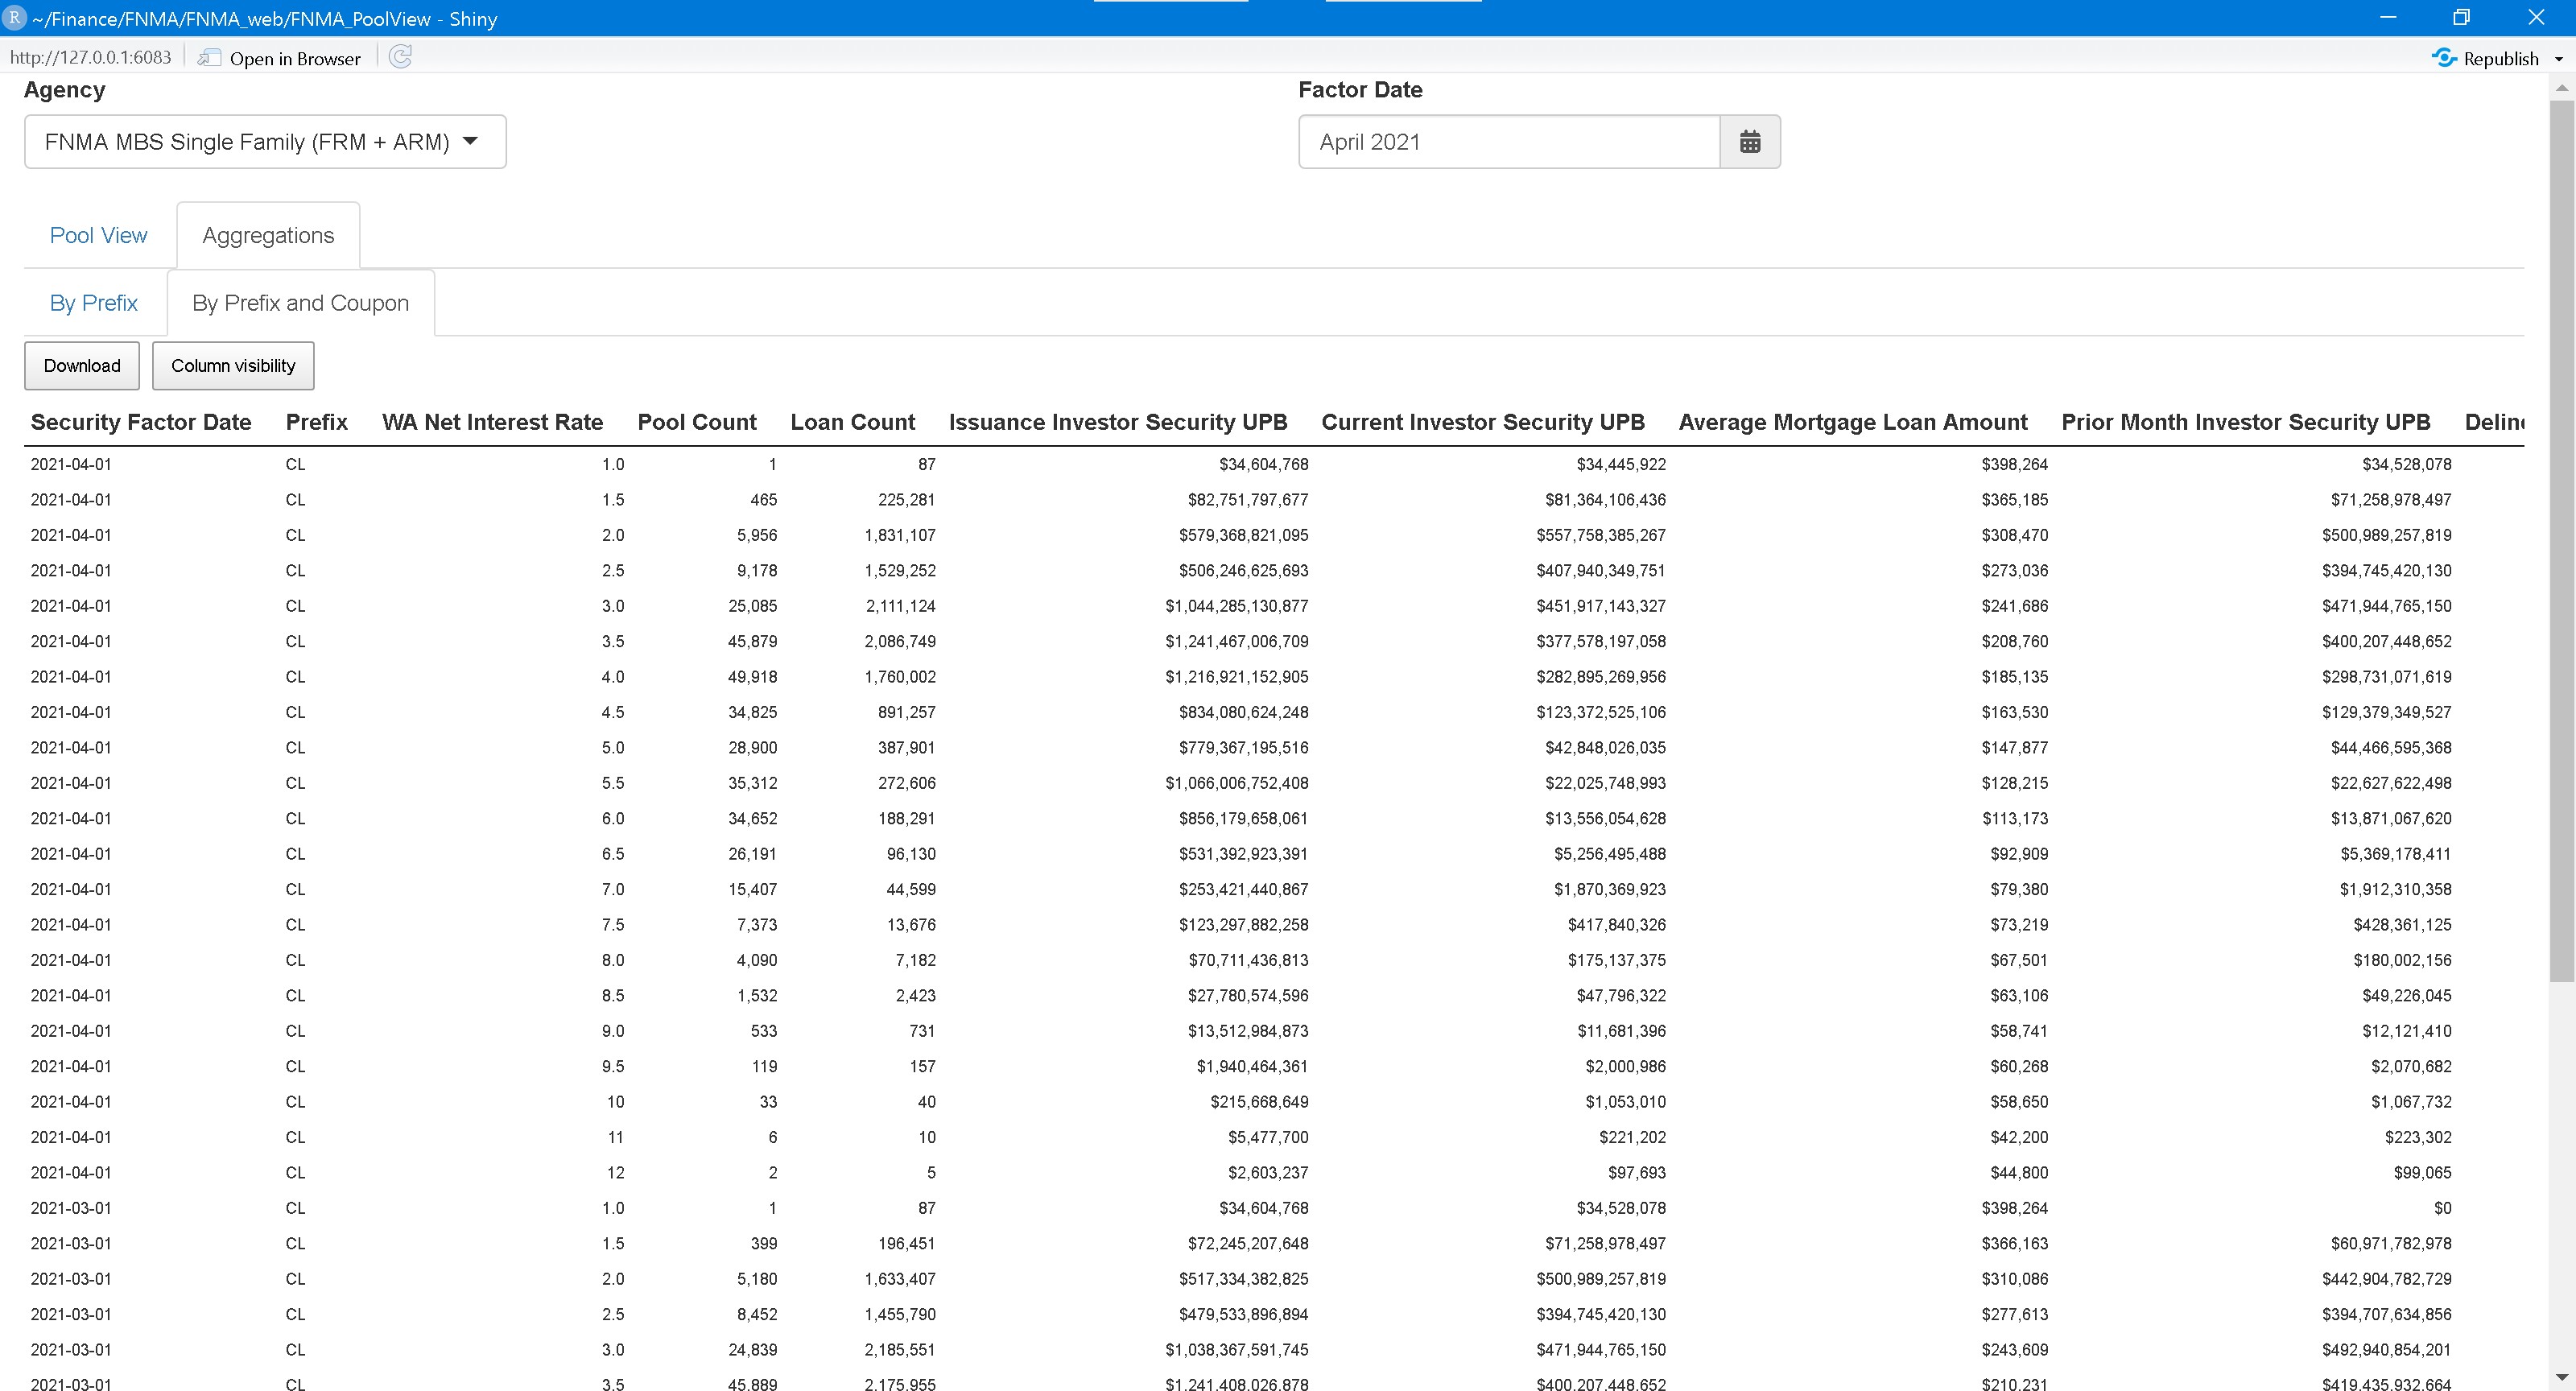 R ~/Finance/FNMA/FNMA_web/FNMA_PoolView - Shiny
http://127.0.0.1:6083 Open in Browser Republish
Agency Factor Date
FNMA MBS Single Family (FRM + ARM) April 2021
Pool View Aggregations
By Prefix By Prefix and Coupon
Download Column visibility
Security Factor Date Prefix WA Net Interest Rate Pool Count Loan Count Issuance Investor Security UPB Current Investor Security UPB Average Mortgage Loan Amount Prior Month Investor Security UPB
2021-04-01 CL 1.0 1 87 $34,604,768 $34,445,922 $398,264 $34,528,078
2021-04-01 CL 1.5 465 225,281 $82,751,797,677 $81,364,106,436 $365,185 $71,258,978,497
2021-04-01 CL 2.0 5,956 1,831,107 $579,368,821,095 $557,758,385,267 $308,470 $500,989,257,819
2021-04-01 CL 2.5 9,178 1,529,252 $506,246,625,693 $407,940,349,751 $273,036 $394,745,420,130
2021-04-01 CL 3.0 25,085 2,111,124 $1,044,285,130,877 $451,917,143,327 $241,686 $471,944,765,150
2021-04-01 CL 3.5 45,879 2,086,749 $1,241,467,006,709 $377,578,197,058 $208,760 $400,207,448,652
2021-04-01 CL 4.0 49,918 1,760,002 $1,216,921,152,905 $282,895,269,956 $185,135 $298,731,071,619
2021-04-01 CL 4.5 34,825 891,257 $834,080,624,248 $123,372,525,106 $163,530 $129,379,349,527
2021-04-01 CL 5.0 28,900 387,901 $779,367,195,516 $42,848,026,035 $147,877 $44,466,595,368
2021-04-01 CL 5.5 35,312 272,606 $1,066,006,752,408 $22,025,748,993 $128,215 $22,627,622,498
2021-04-01 CL 6.0 34,652 188,291 $856,179,658,061 $13,556,054,628 $113,173 $13,871,067,620
2021-04-01 CL 6.5 26,191 96,130 $531,392,923,391 $5,256,495,488 $92,909 $5,369,178,411
2021-04-01 CL 7.0 15,407 44,599 $253,421,440,867 $1,870,369,923 $79,380 $1,912,310,358
2021-04-01 CL 7.5 7,373 13,676 $123,297,882,258 $417,840,326 $73,219 $428,361,125
2021-04-01 CL 8.0 4,090 7,182 $70,711,436,813 $175,137,375 $67,501 $180,002,156
2021-04-01 CL 8.5 1,532 2,423 $27,780,574,596 $47,796,322 $63,106 $49,226,045
2021-04-01 CL 9.0 533 731 $13,512,984,873 $11,681,396 $58,741 $12,121,410
2021-04-01 CL 9.5 119 157 $1,940,464,361 $2,000,986 $60,268 $2,070,682
2021-04-01 CL 10 33 40 $215,668,649 $1,053,010 $58,650 $1,067,732
2021-04-01 CL 11 6 10 $5,477,700 $221,202 $42,200 $223,302
2021-04-01 CL 12 2 5 $2,603,237 $97,693 $44,800 $99,065
2021-03-01 CL 1.0 1 87 $34,604,768 $34,528,078 $398,264 $0
2021-03-01 CL 1.5 399 196,451 $72,245,207,648 $71,258,978,497 $366,163 $60,971,782,978
2021-03-01 CL 2.0 5,180 1,633,407 $517,334,382,825 $500,989,257,819 $310,086 $442,904,782,729
2021-03-01 CL 2.5 8,452 1,455,790 $479,533,896,894 $394,745,420,130 $277,613 $394,707,634,856
2021-03-01 CL 3.0 24,839 2,185,551 $1,038,367,591,745 $471,944,765,150 $243,609 $492,940,854,201
2021-03-01 CL 3.5 45,889 2,175,955 $1,241,408,026,878 $400,207,448,652 $210,231 $419,435,932,664